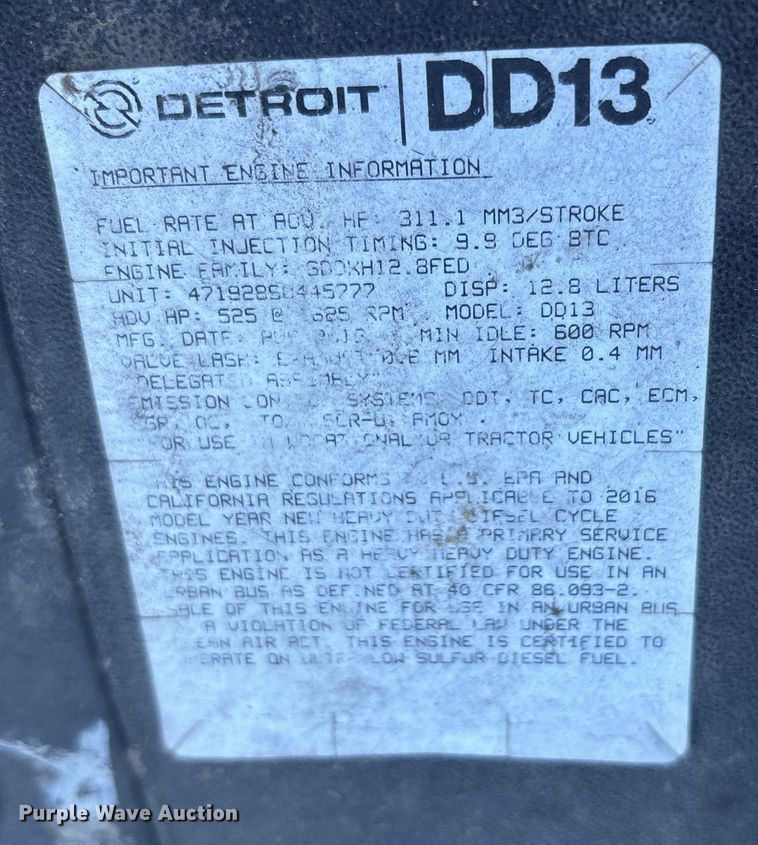 DETROIT | DD13
IMPORTANT ENGINE INFORMATION
FUEL RATE AT ADV. HP: 311.1 MM3/STROKE
INITIAL INJECTION TIMING: 9.9 DEG BTC
ENGINE FAMILY: 12.8FED
UNIT: DISP: 12.8 LITERS
ADV HP: 525 @ RPM MODEL: DD13
MFG. DATE: MIN IDLE: 600 RPM
VALVE LASH: MM INTAKE 0.4 MM
SYSTEMS: DDI, TC, CAC, ECM,
FOR USE IN VOCATIONAL OR TRACTOR VEHICLES"
THIS ENGINE CONFORMS U.S. EPA AND
CALIFORNIA REGULATIONS APPLICABLE TO 2016
MODEL YEAR NEW HEAVY DUTY DIESEL CYCLE
ENGINES. THIS ENGINE HAS A PRIMARY SERVICE
APPLICATION AS A HEAVY HEAVY DUTY ENGINE.
THIS ENGINE IS NOT CERTIFIED FOR USE IN AN
URBAN BUS AS DEFINED AT 40 CFR 86.093-2.
SALE OF THIS ENGINE FOR USE IN AN URBAN BUS
A VIOLATION OF FEDERAL LAW UNDER THE
CLEAN AIR ACT. THIS ENGINE IS CERTIFIED TO
OPERATE ON ULTRA LOW SULFUR DIESEL FUEL.
Purple Wave Auction